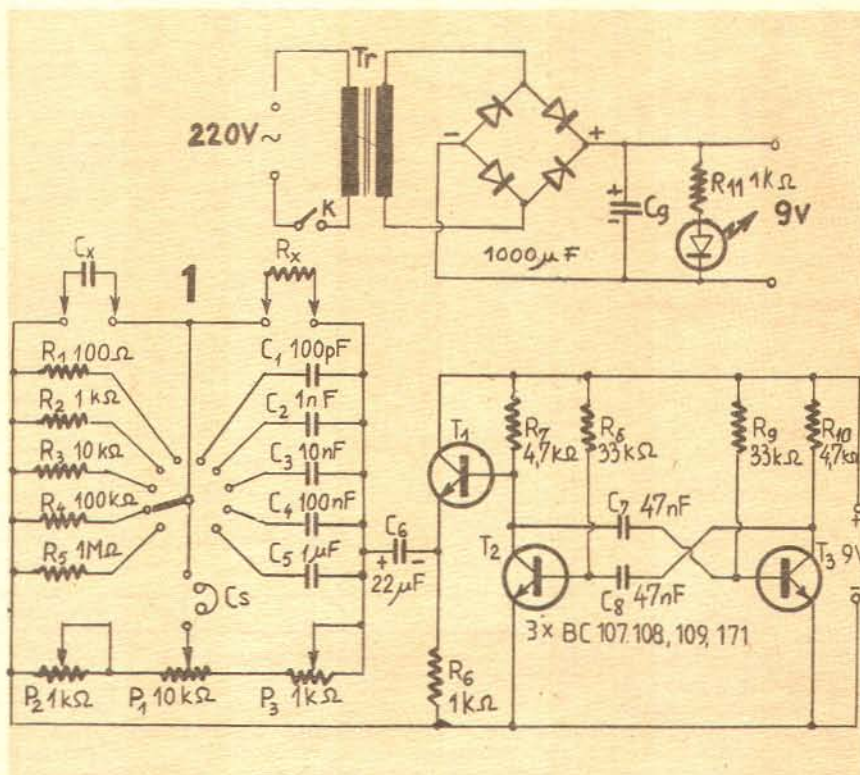 Tr
220V
~
K
-
+
+
-
C9
1000µF
R11 1kΩ
9V
Cx
1
Rx
R1 100Ω
R2 1kΩ
R3 10kΩ
R4 100kΩ
R5 1MΩ
C1 100pF
C2 1nF
C3 10nF
C4 100nF
C5 1µF
Cs
C6
+ -
22µF
P2 1kΩ
P1 10kΩ
P3 1kΩ
T1
R7
4,7kΩ
R8
33kΩ
R9
33kΩ
R10
4,7kΩ
C7 47nF
T2
C8 47nF
T3
+
9V
-
3x BC 107.108, 109, 171
R6
1kΩ